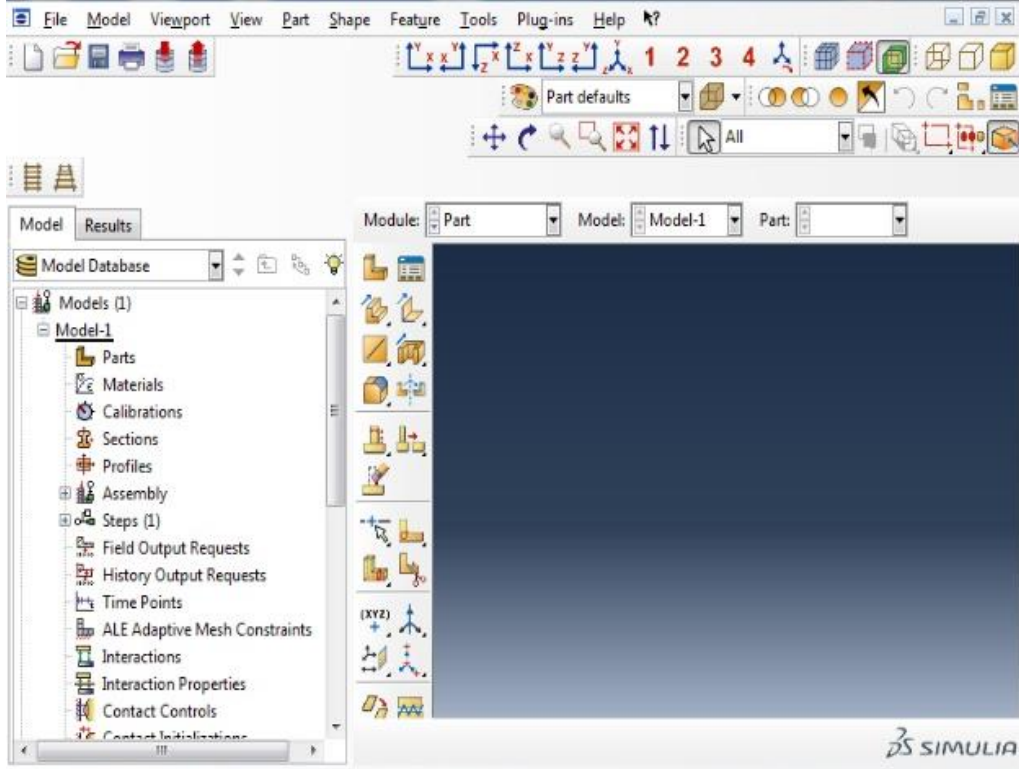 File Model Viewport View Part Shape Feature Tools Plug-ins Help
1 2 3 4
Part defaults
All
Model Results
Module: Part Model: Model-1 Part:
Model Database
Models (1)
Model-1
Parts
Materials
Calibrations
Sections
Profiles
Assembly
Steps (1)
Field Output Requests
History Output Requests
Time Points
ALE Adaptive Mesh Constraints
(XYZ)
Interactions
Interaction Properties
Contact Controls
Contact Initializations
SIMULIA